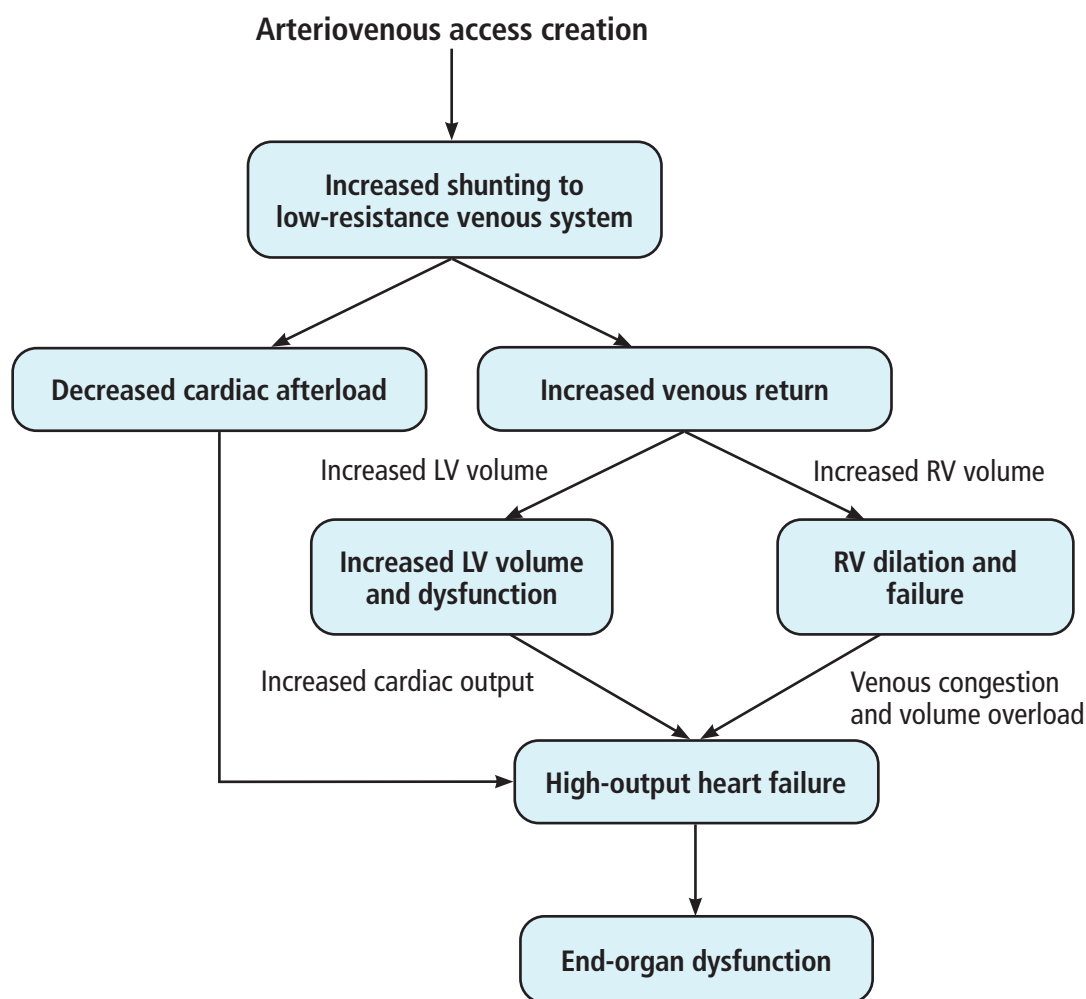 Arteriovenous access creation
Increased shunting to
low-resistance venous system
Decreased cardiac afterload
Increased venous return
Increased LV volume
Increased RV volume
Increased LV volume
and dysfunction
RV dilation and
failure
Increased cardiac output
Venous congestion
and volume overload
High-output heart failure
End-organ dysfunction